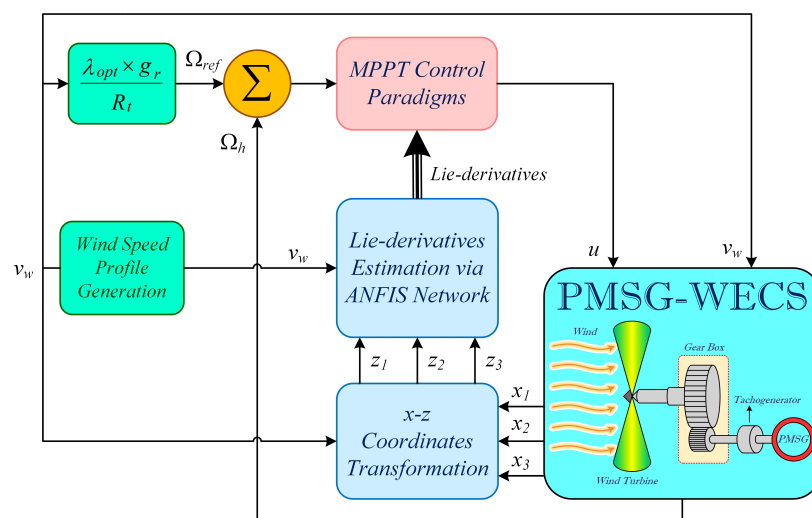 λopt × gr
Rt
Ωref
Σ
MPPT Control
Paradigms
Ωh
Lie-derivatives
Wind Speed
Profile
Generation
vw
vw
Lie-derivatives
Estimation via
ANFIS Network
u
vw
z1
z2
z3
x-z
Coordinates
Transformation
x1
x2
x3
PMSG-WECS
Wind
Gear Box
Tachogenerator
PMSG
Wind Turbine